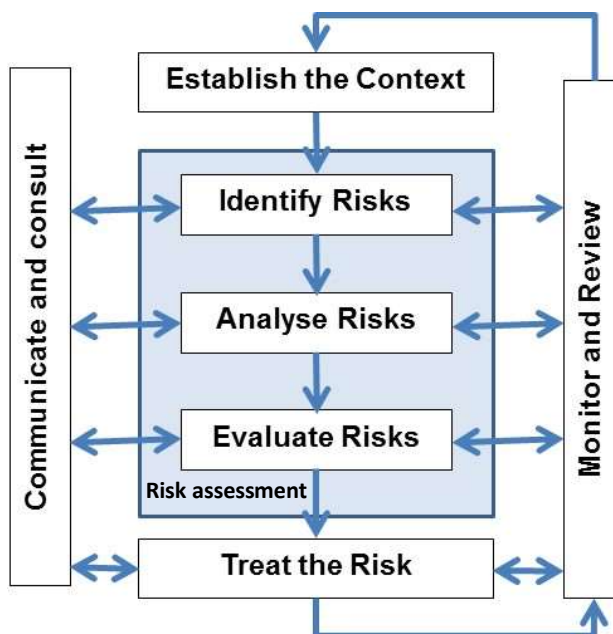 Establish the Context
Communicate and consult
Identify Risks
Analyse Risks
Evaluate Risks
Risk assessment
Treat the Risk
Monitor and Review